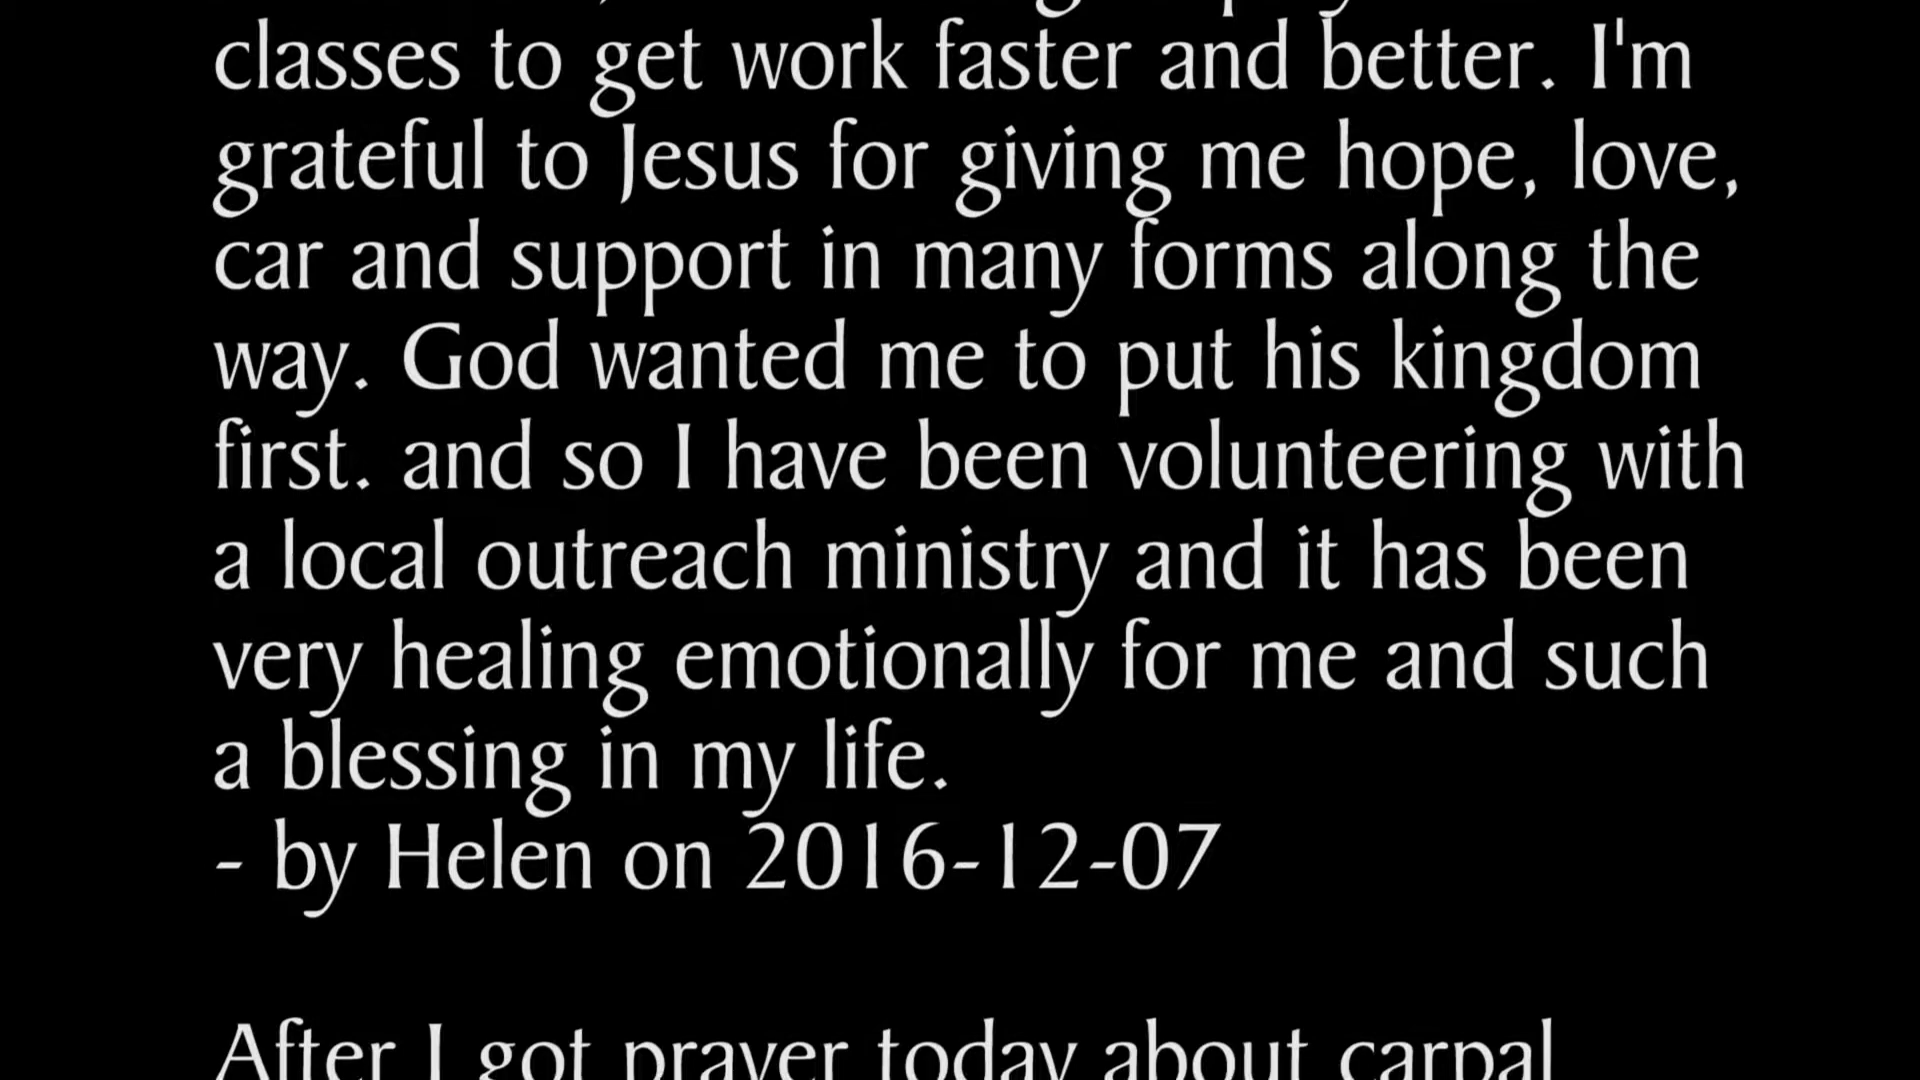 classes to get work faster and better. I'm
grateful to Jesus for giving me hope, love,
car and support in many forms along the
way. God wanted me to put his kingdom
first. and so I have been volunteering with
a local outreach ministry and it has been
very healing emotionally for me and such
a blessing in my life.
- by Helen on 2016-12-07
After I got prayer today about carpal